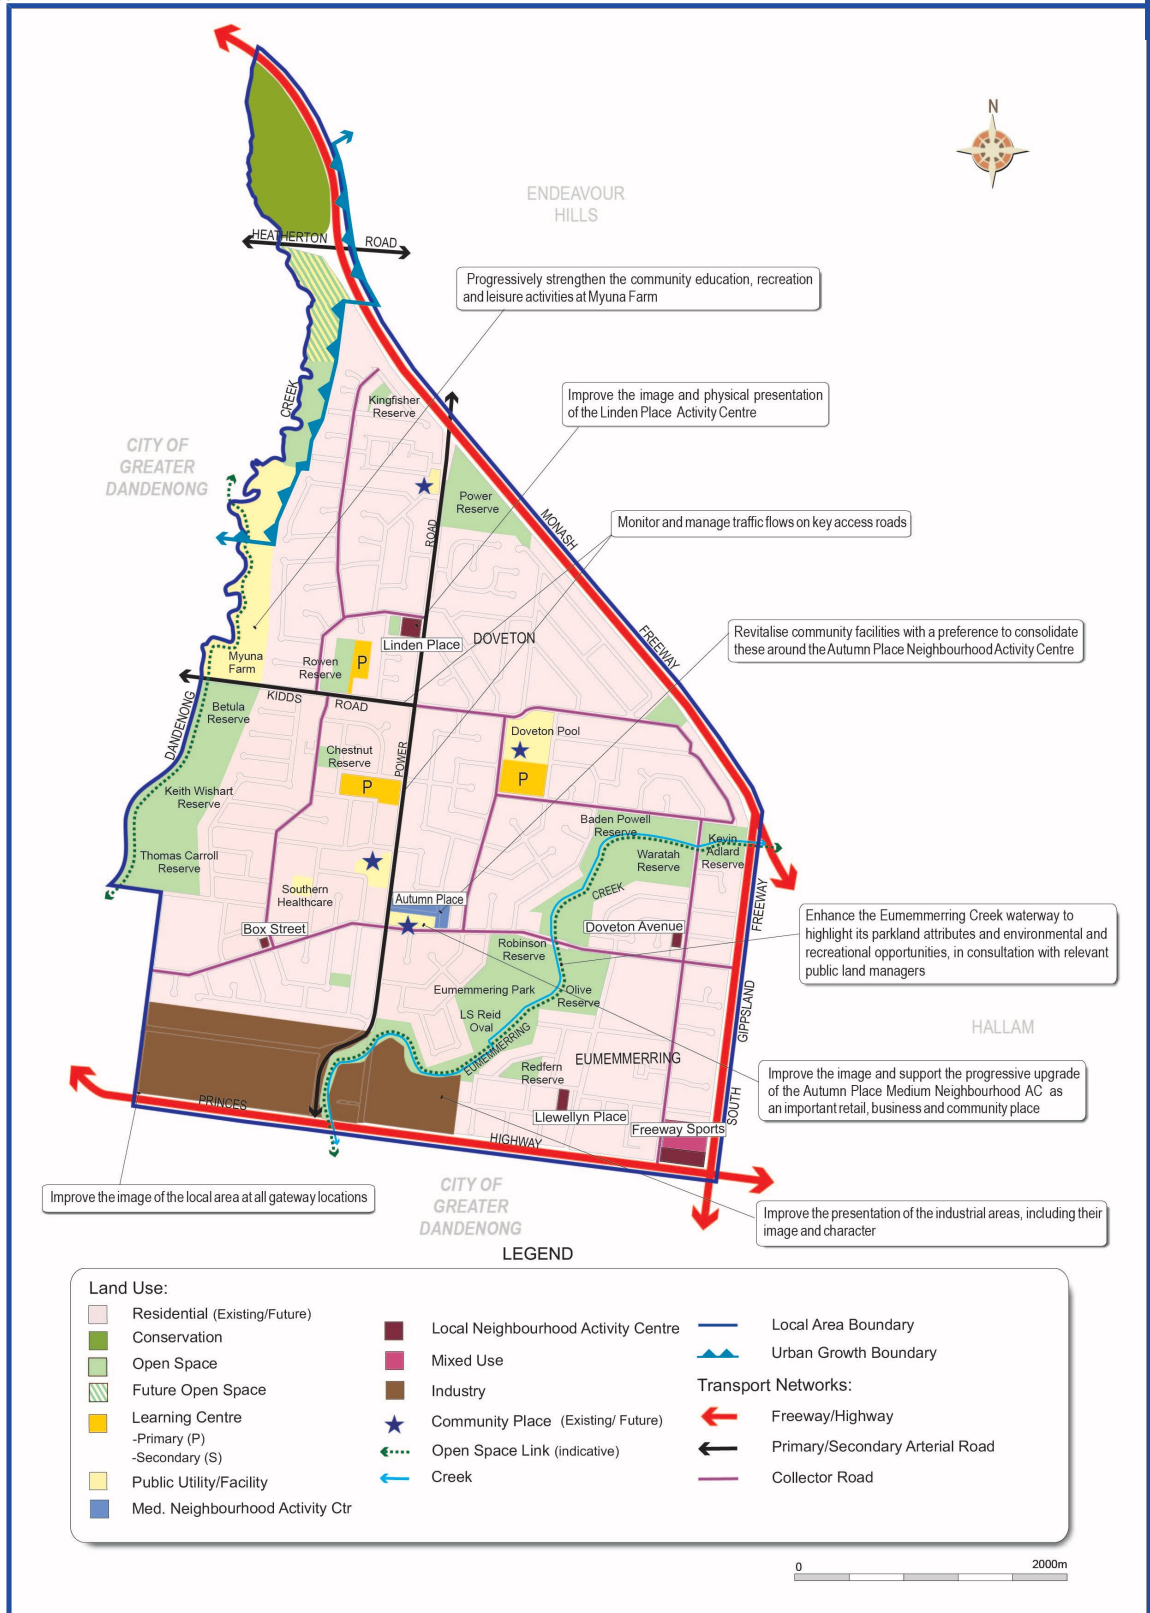 N
ENDEAVOUR
HILLS
HEATHERTON
ROAD
Progressively strengthen the community education, recreation
and leisure activities at Myuna Farm
CREEK
Kingfisher
Reserve
Improve the image and physical presentation
of the Linden Place Activity Centre
CITY OF
GREATER
DANDENONG
Power
Reserve
ROAD
MONASH
Monitor and manage traffic flows on key access roads
FREEWAY
Revitalise community facilities with a preference to consolidate
these around the Autumn Place Neighbourhood Activity Centre
Linden Place
DOVETON
Myuna
Farm
Rowen
Reserve
P
KIDDS
ROAD
DANDENONG
Betula
Reserve
Doveton Pool
Chestnut
Reserve
POWER
P
P
Keith Wishart
Reserve
Baden Powell
Reserve
Kevin
Adlard
Reserve
Waratah
Reserve
Thomas Carroll
Reserve
CREEK
Southern
Healthcare
Autumn Place
FREEWAY
Box Street
Doveton Avenue
Enhance the Eumemmerring Creek waterway to
highlight its parkland attributes and environmental and
recreational opportunities, in consultation with relevant
public land managers
Robinson
Reserve
Eumemmering Park
Olive
Reserve
LS Reid
Oval
EUMEMMERRING
GIPPSLAND
HALLAM
EUMEMMERRING
Redfern
Reserve
Improve the image and support the progressive upgrade
of the Autumn Place Medium Neighbourhood AC as
an important retail, business and community place
SOUTH
PRINCES
Llewellyn Place
Freeway Sports
HIGHWAY
Improve the image of the local area at all gateway locations
CITY OF
GREATER
DANDENONG
Improve the presentation of the industrial areas, including their
image and character
LEGEND
Land Use:
Residential (Existing/Future)
Conservation
Open Space
Future Open Space
Learning Centre
-Primary (P)
-Secondary (S)
Public Utility/Facility
Med. Neighbourhood Activity Ctr
Local Neighbourhood Activity Centre
Mixed Use
Industry
Community Place (Existing/ Future)
Open Space Link (indicative)
Creek
Local Area Boundary
Urban Growth Boundary
Transport Networks:
Freeway/Highway
Primary/Secondary Arterial Road
Collector Road
0
2000m